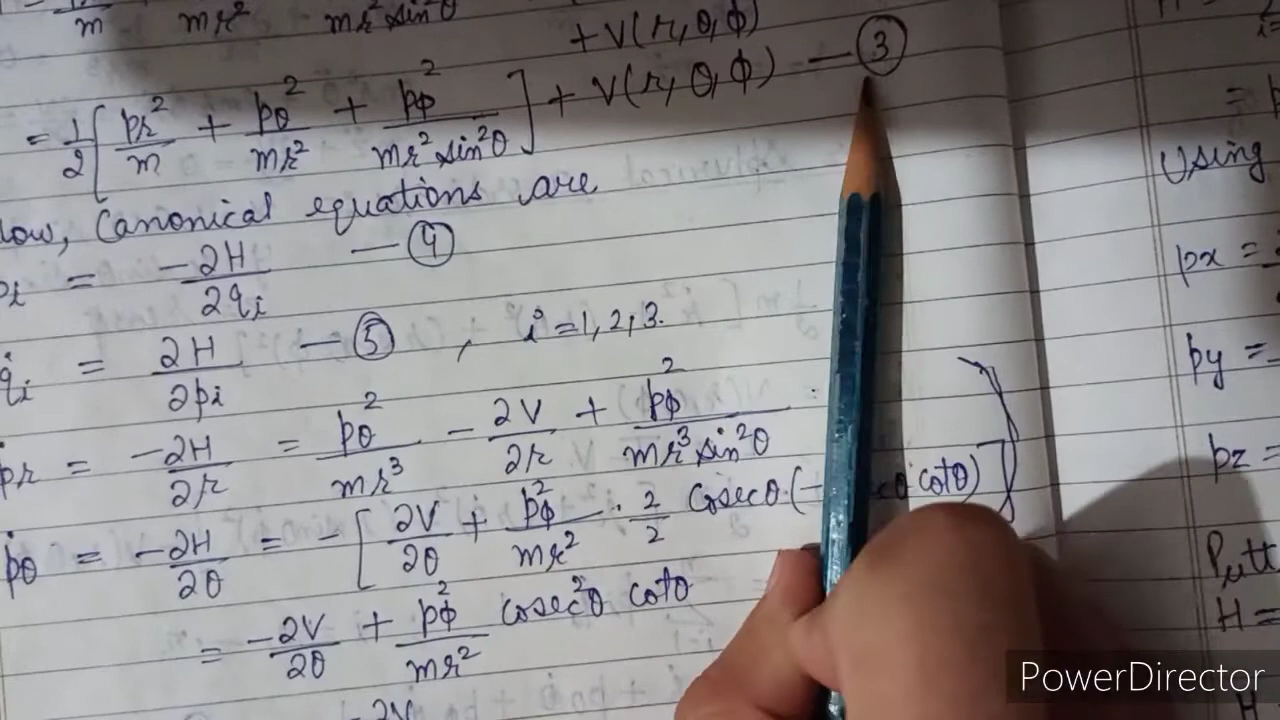 m mr² mr² sin²θ
+ V(r, θ, ϕ)
= 1/2 [ pr²/m + pθ²/mr² + pϕ²/mr² sin²θ ] + V(r, θ, ϕ) — ③
Now, Canonical equations are
ṗi = -∂H/∂qi — ④
q̇i = ∂H/∂pi — ⑤ , i = 1, 2, 3.
ṗr = -∂H/∂r = pθ²/mr³ - ∂V/∂r + pϕ²/mr³ sin²θ
ṗθ = -∂H/∂θ = - [ ∂V/∂θ + pϕ²/mr² · 2/2 cosecθ · (- cotθ) ]
= -∂V/∂θ + pϕ²/mr² cosec²θ cotθ
-∂V
= p
Using
px =
py =
pz =
Putt
H =
H
PowerDirector